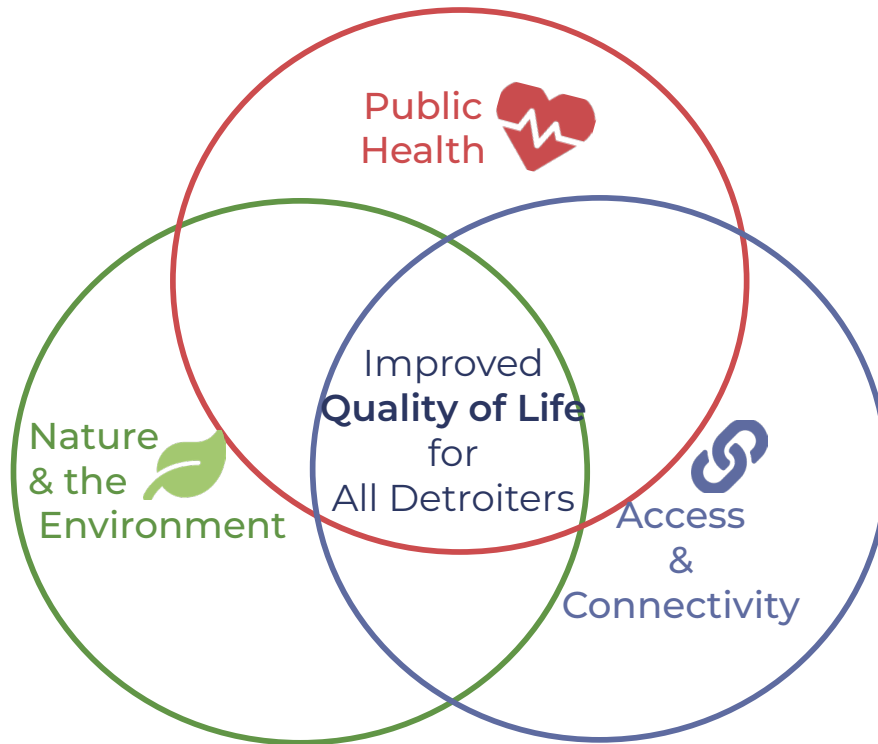 Public
Health
Improved
Quality of Life
for
All Detroiters
Nature
& the
Environment
Access
&
Connectivity